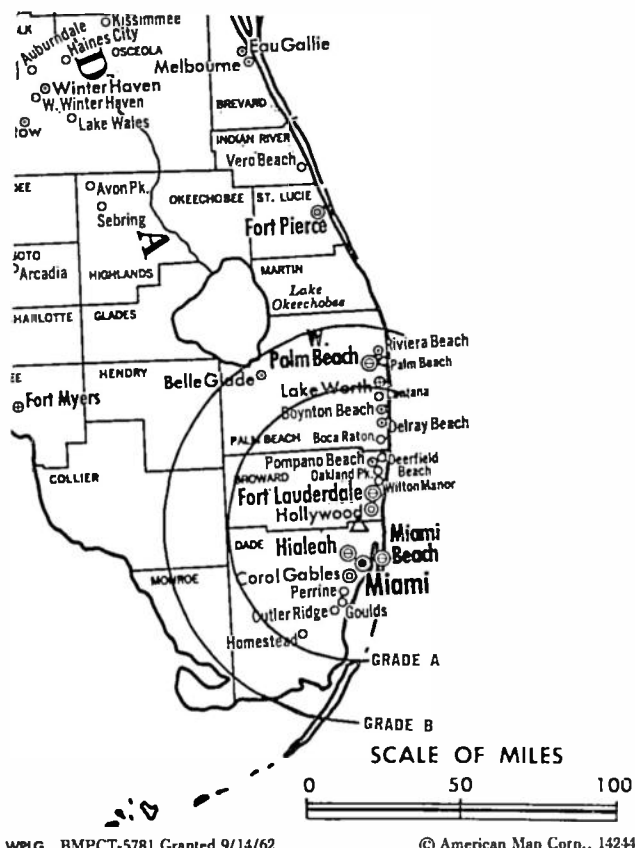 Kissimmee
Auburndale
Haines City
OSCEOLA
D
Eau Gallie
Melbourne
Winter Haven
W. Winter Haven
Lake Wales
BREVARD
INDIAN RIVER
Vero Beach
Avon Pk.
Sebring
OKEECHOBEE
ST. LUCIE
Fort Pierce
A
Arcadia
HIGHLANDS
MARTIN
Lake
Okeechobee
HARLOTTE
GLADES
W.
Palm Beach
Riviera Beach
Palm Beach
HENDRY
Belle Glade
Fort Myers
Lake Worth
Lantana
Boynton Beach
Delray Beach
PALM BEACH
Boca Raton
COLLIER
Pompano Beach
Deerfield
Beach
BROWARD
Oakland Pk.
Wilton Manor
Fort Lauderdale
Hollywood
DADE
Hialeah
Miami
Beach
MONROE
Corol Gables
Miami
Perrine
Cutler Ridge
Goulds
Homestead
GRADE A
GRADE B
SCALE OF MILES
0 50 100
WPLG BMPCT-5781 Granted 9/14/62
© American Map Corp., 14244